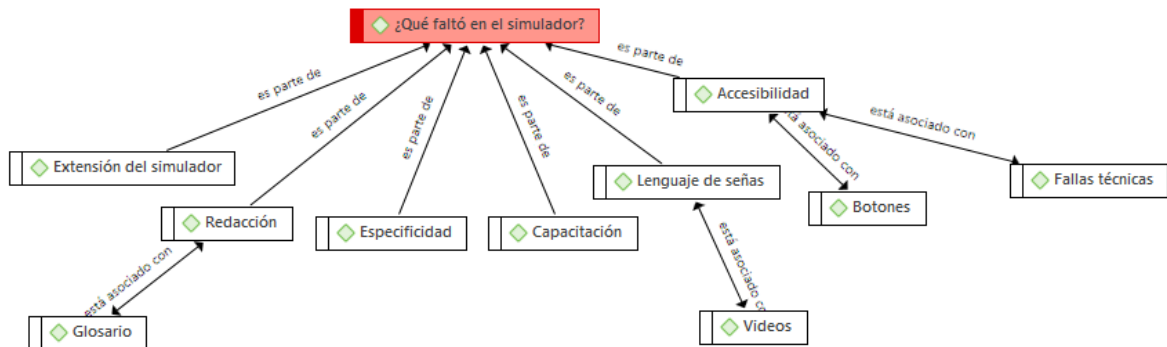 ¿Qué faltó en el simulador?
es parte de
es parte de
es parte de
es parte de
es parte de
es parte de
Accesibilidad
está asociado con
está asociado con
Extensión del simulador
Lenguaje de señas
Fallas técnicas
Redacción
Botones
Especificidad
Capacitación
está asociado con
está asociado co
Glosario
Videos